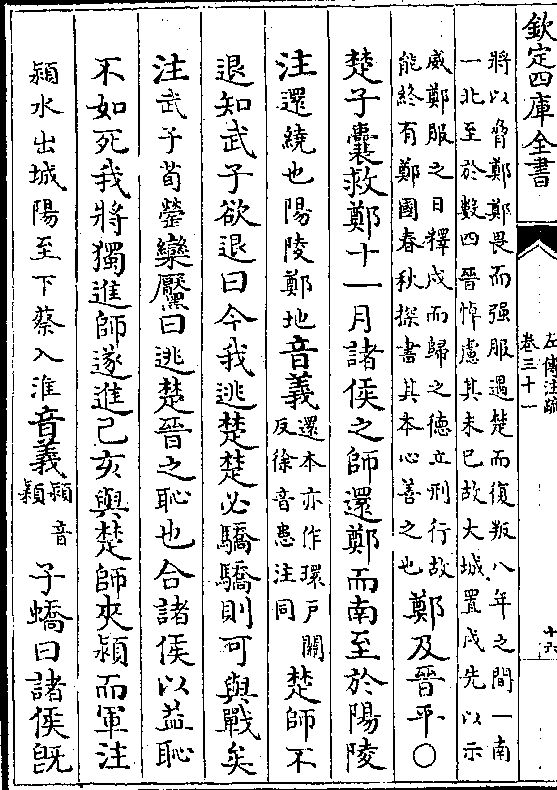 欽定四庫全書
左傳注疏
卷三十一
十六
將以脅鄭鄭畏而强服遇楚而復叛八年之間一南
一北至於數四晉悼慮其未已故大城置戍先以示
威鄭服之日釋戍而歸之德立刑行故
能終有鄭國春秋探書其本心善之也
鄭及晉平○
楚子囊救鄭十一月諸侯之師還鄭而南至於陽陵
注還繞也陽陵鄭地音義還本亦作環户關
反徐音患注同
楚師不
退知武子欲退曰今我逃楚楚必驕驕則可與戰矣
注武子荀罃欒黶曰逃楚晉之恥也合諸侯以益恥
不如死我將獨進師遂進己亥與楚師夾潁而軍注
潁水出城陽至下蔡入淮音義潁音
潁
子蟜曰諸侯旣